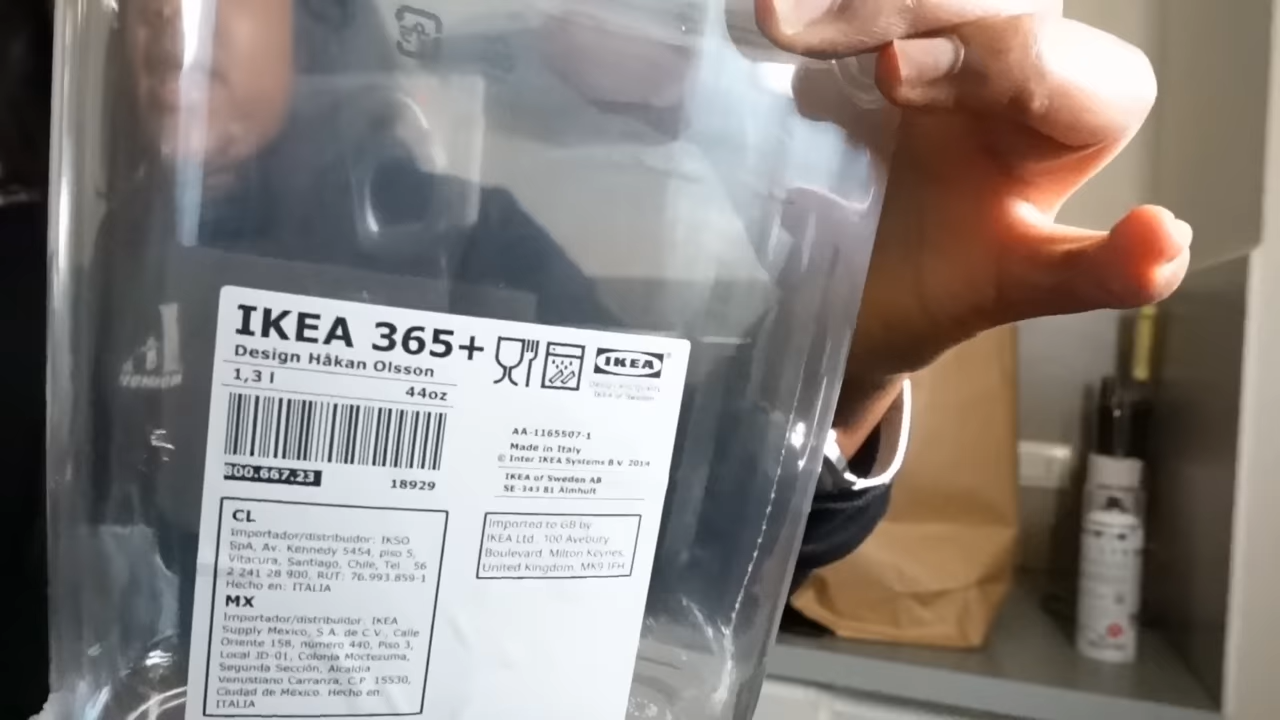 IKEA 365+
Design Håkan Olsson
1,3 l
44oz
800.667.23
18929
IKEA
AA-1165507-1
Made in Italy
© Inter IKEA Systems B.V. 2019
IKEA of Sweden AB
SE-343 81 Älmhult
CL
Importador/distribuidor: IKSO
SpA, Av. Kennedy 5454, piso 5,
Vitacura, Santiago, Chile, Tel 56
2 241 28 900, RUT: 76.993.859-1
Hecho en: ITALIA
MX
Importador/distribuidor: IKEA
Supply Mexico, S.A. de C.V., Calle
Oriente 158, número 440, Piso 3,
Local JD-01, Colonia Moctezuma,
Segunda Sección, Alcaldía
Venustiano Carranza, C.P. 15530,
Ciudad de México. Hecho en:
ITALIA
Imported to GB by
IKEA Ltd., 100 Avebury
Boulevard, Milton Keynes,
United Kingdom, MK9 1FH